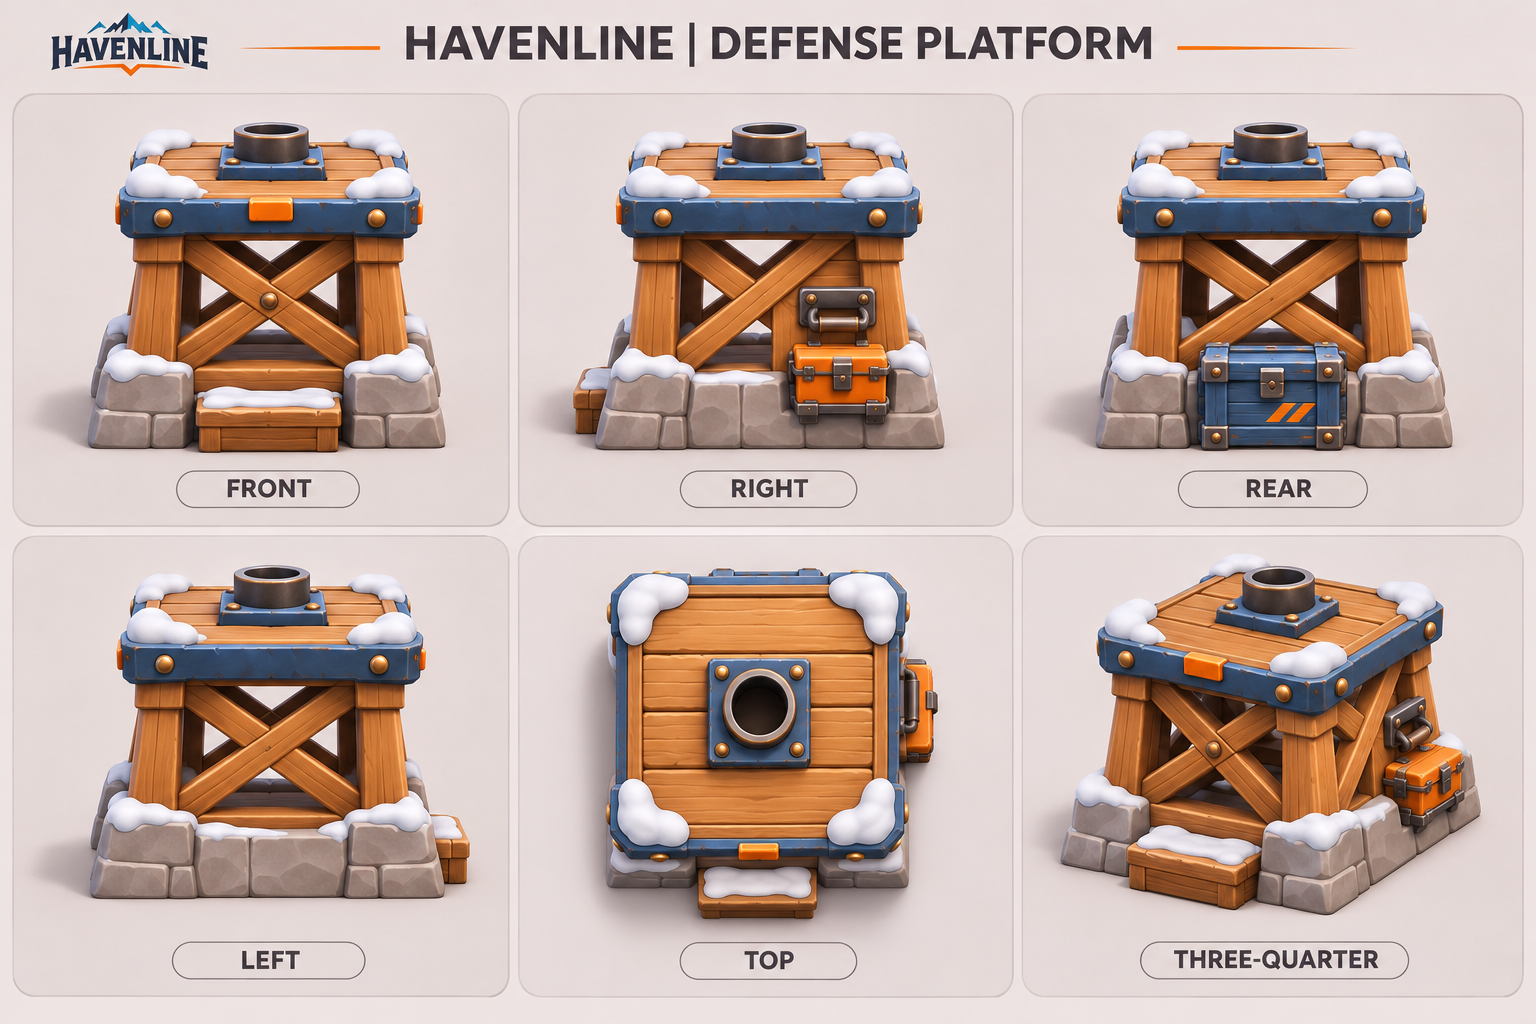 HAVENLINE
HAVENLINE | DEFENSE PLATFORM
FRONT
RIGHT
REAR
LEFT
TOP
THREE-QUARTER